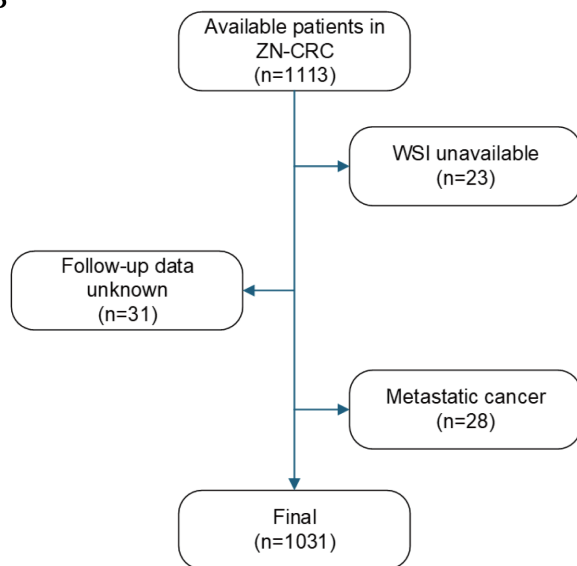 Available patients in
ZN-CRC
(n=1113)
WSI unavailable
(n=23)
Follow-up data
unknown
(n=31)
Metastatic cancer
(n=28)
Final
(n=1031)